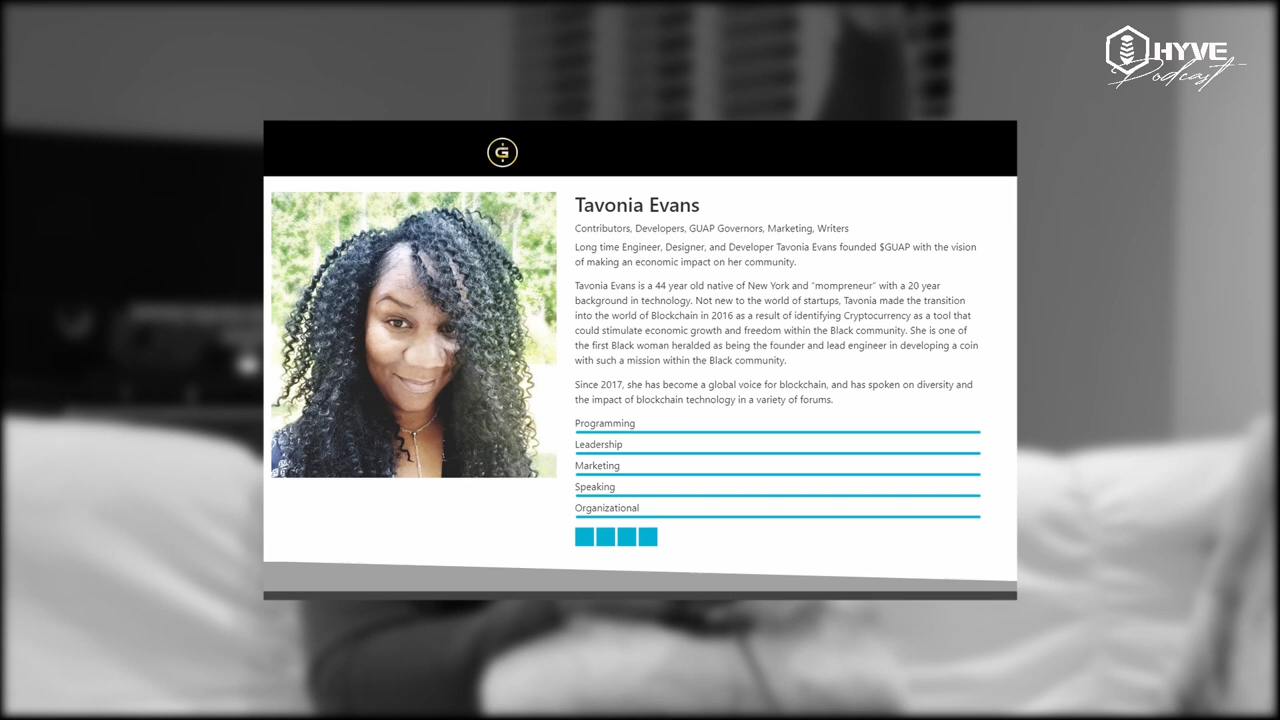 HYVE
Podcast
G
Tavonia Evans
Contributors, Developers, GUAP Governors, Marketing, Writers
Long time Engineer, Designer, and Developer Tavonia Evans founded $GUAP with the vision
of making an economic impact on her community.
Tavonia Evans is a 44 year old native of New York and “mompreneur” with a 20 year
background in technology. Not new to the world of startups, Tavonia made the transition
into the world of Blockchain in 2016 as a result of identifying Cryptocurrency as a tool that
could stimulate economic growth and freedom within the Black community. She is one of
the first Black woman heralded as being the founder and lead engineer in developing a coin
with such a mission within the Black community.
Since 2017, she has become a global voice for blockchain, and has spoken on diversity and
the impact of blockchain technology in a variety of forums.
Programming
Leadership
Marketing
Speaking
Organizational